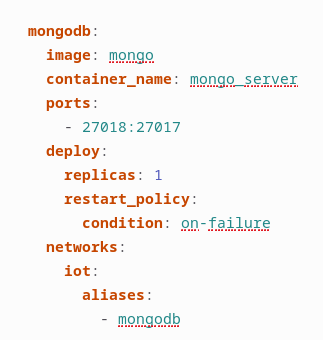 mongodb:
  image: mongo
  container_name: mongo_server
  ports:
    - 27018:27017
  deploy:
    replicas: 1
    restart_policy:
      condition: on-failure
  networks:
    iot:
      aliases:
        - mongodb